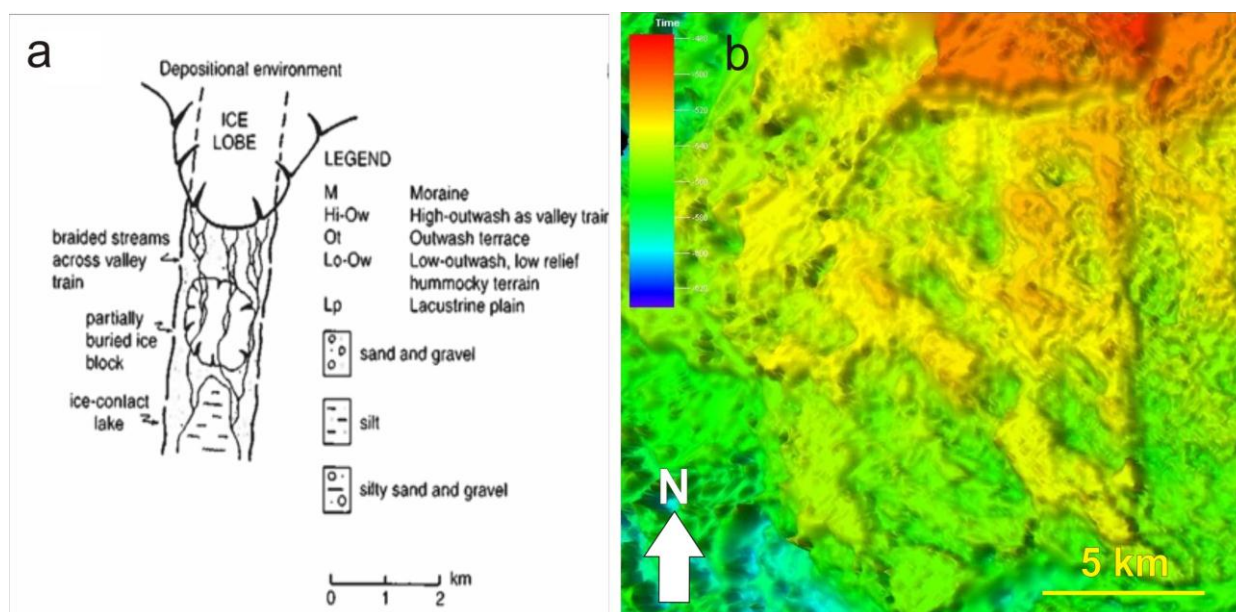 a
Depositional environment
ICE
LOBE
braided streams
across valley
train
partially
buried ice
block
ice-contact
lake
LEGEND
M Moraine
Hi-Ow High-outwash as valley train
Ot Outwash terrace
Lo-Ow Low-outwash, low relief
hummocky terrain
Lp Lacustrine plain
sand and gravel
silt
silty sand and gravel
km
0 1 2
b
Time
N
5 km